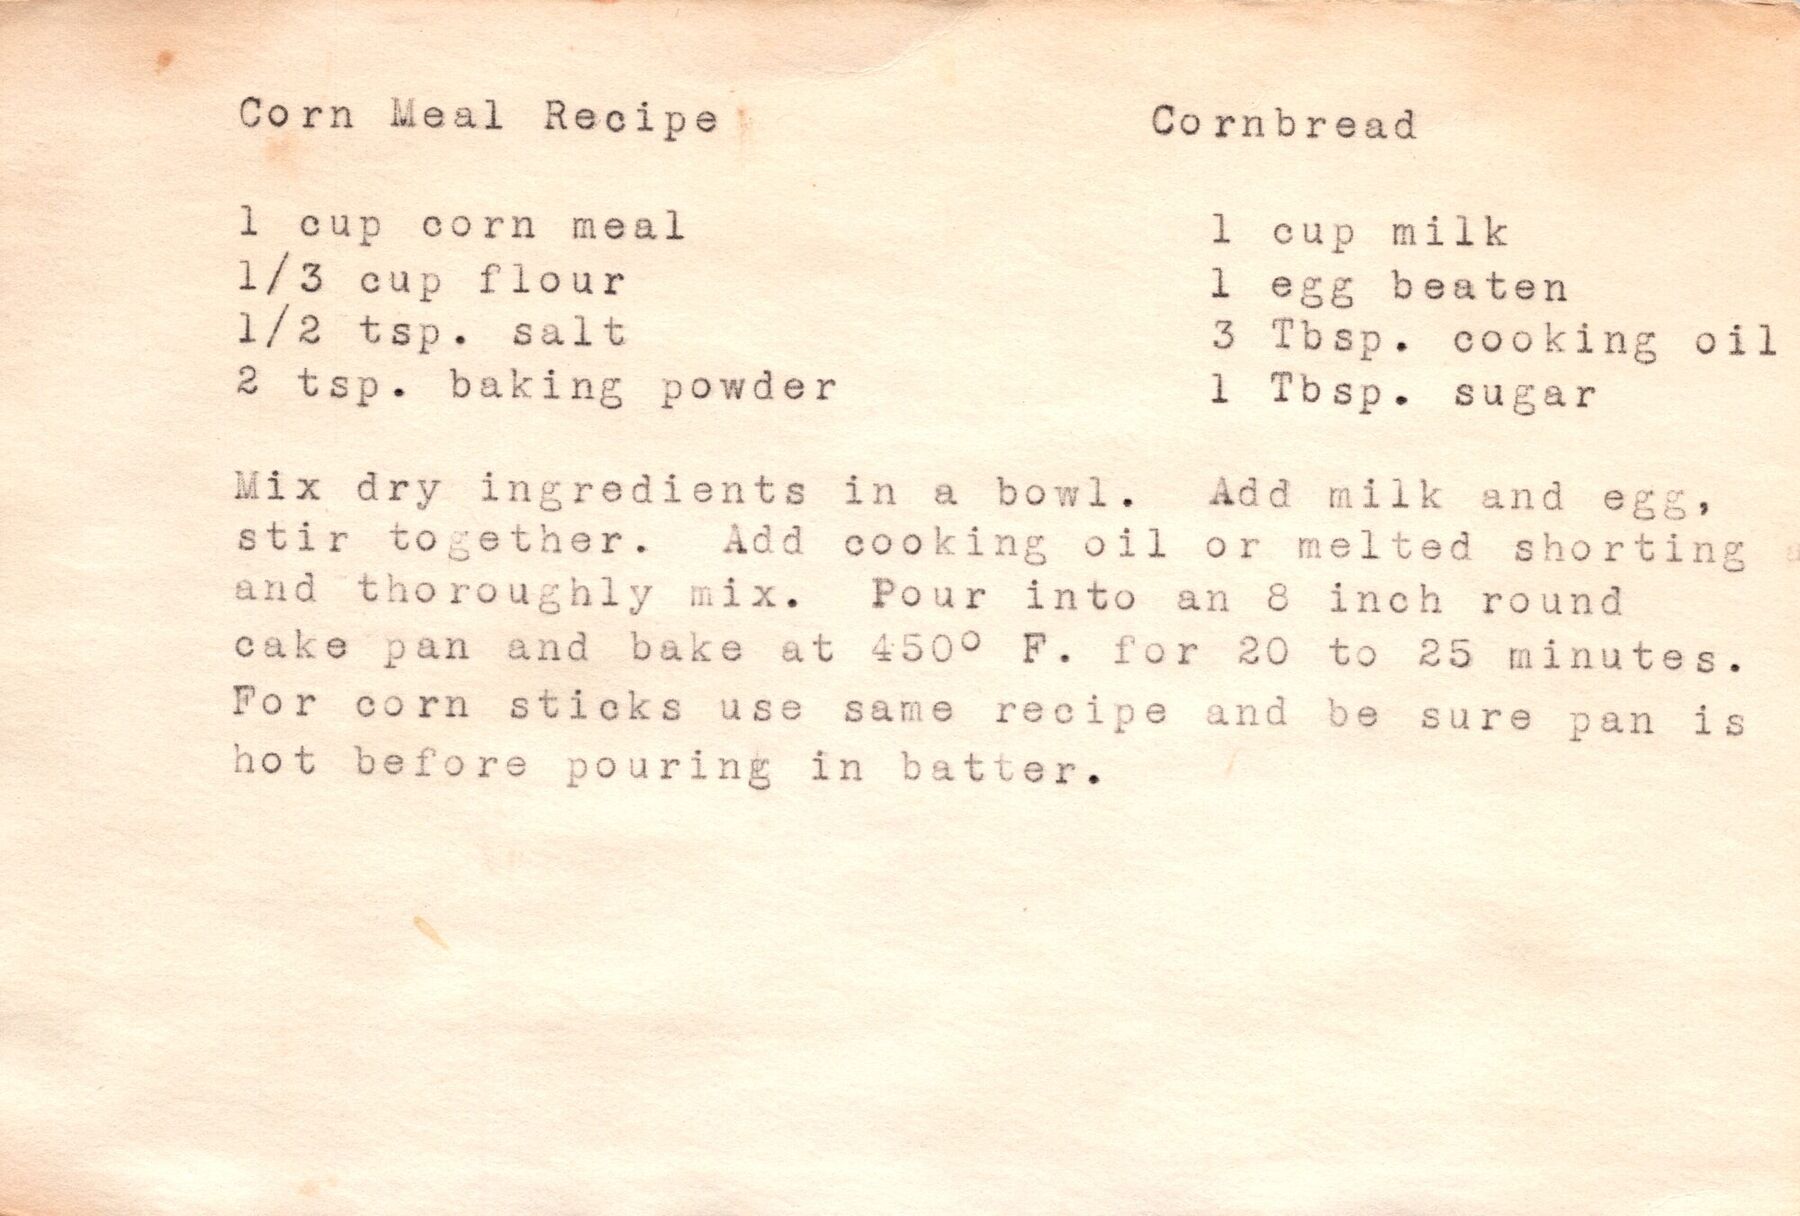 Corn Meal Recipe Cornbread
1 cup corn meal 1 cup milk
1/3 cup flour 1 egg beaten
1/2 tsp. salt 3 Tbsp. cooking oil
2 tsp. baking powder 1 Tbsp. sugar
Mix dry ingredients in a bowl. Add milk and egg,
stir together. Add cooking oil or melted shorting a
and thoroughly mix. Pour into an 8 inch round
cake pan and bake at 450º F. for 20 to 25 minutes.
For corn sticks use same recipe and be sure pan is
hot before pouring in batter.